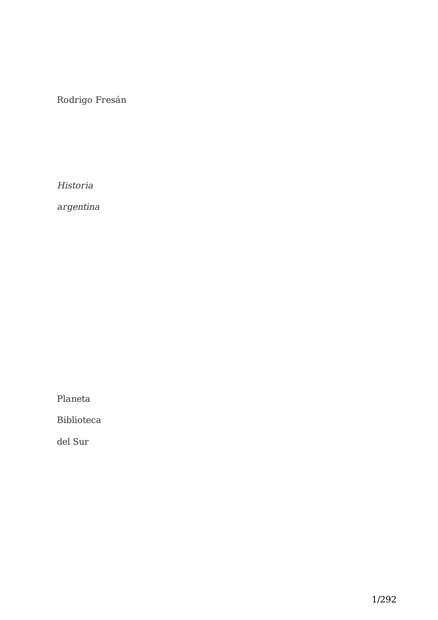 Rodrigo Fresán
Historia
argentina
Planeta
Biblioteca
del Sur
1/292